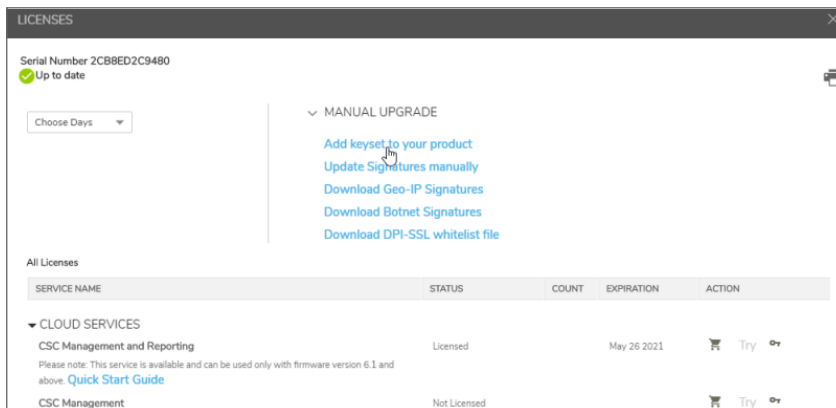 LICENSES
Serial Number 2CB8ED2C9480
Up to date
Choose Days
MANUAL UPGRADE
Add keyset to your product
Update Signatures manually
Download Geo-IP Signatures
Download Botnet Signatures
Download DPI-SSL whitelist file
All Licenses
SERVICE NAME STATUS COUNT EXPIRATION ACTION
CLOUD SERVICES
CSC Management and Reporting Licensed May 26 2021 Try
Please note: This service is available and can be used only with firmware version 6.1 and
above. Quick Start Guide
CSC Management Not Licensed Try